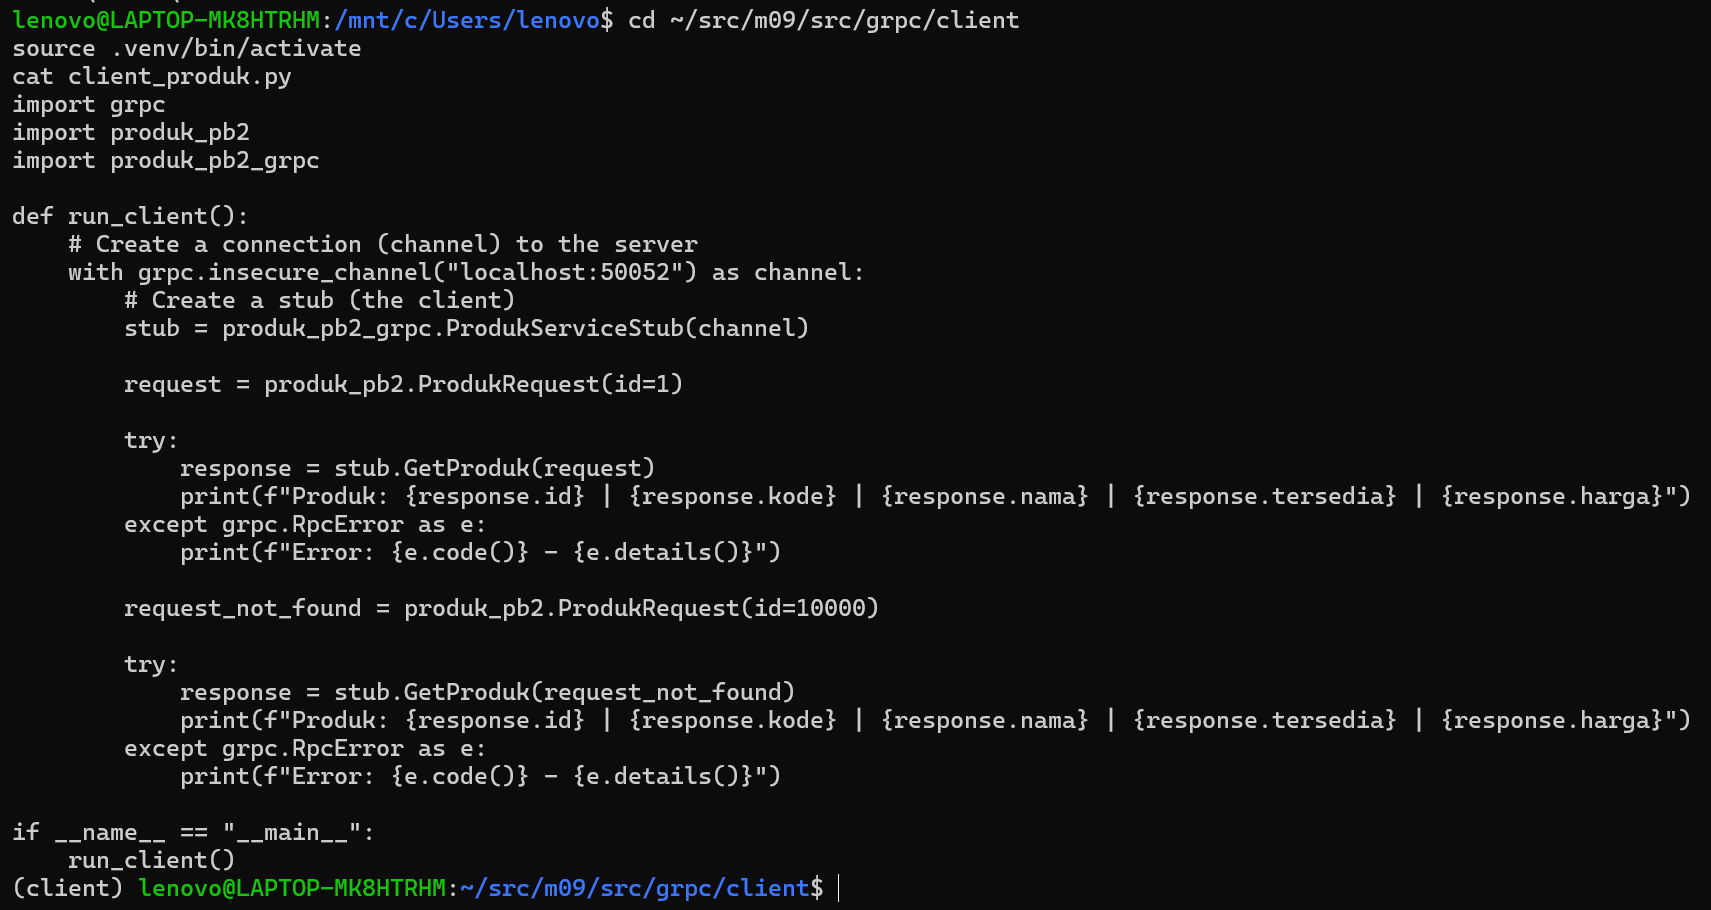 lenovo@LAPTOP-MK8HTRHM:/mnt/c/Users/lenovo$ cd ~/src/m09/src/grpc/client
source .venv/bin/activate
cat client_produk.py
import grpc
import produk_pb2
import produk_pb2_grpc

def run_client():
    # Create a connection (channel) to the server
    with grpc.insecure_channel("localhost:50052") as channel:
        # Create a stub (the client)
        stub = produk_pb2_grpc.ProdukServiceStub(channel)

        request = produk_pb2.ProdukRequest(id=1)

        try:
            response = stub.GetProduk(request)
            print(f"Produk: {response.id} | {response.kode} | {response.nama} | {response.tersedia} | {response.harga}")
        except grpc.RpcError as e:
            print(f"Error: {e.code()} - {e.details()}")

        request_not_found = produk_pb2.ProdukRequest(id=10000)

        try:
            response = stub.GetProduk(request_not_found)
            print(f"Produk: {response.id} | {response.kode} | {response.nama} | {response.tersedia} | {response.harga}")
        except grpc.RpcError as e:
            print(f"Error: {e.code()} - {e.details()}")

if __name__ == "__main__":
    run_client()
(client) lenovo@LAPTOP-MK8HTRHM:~/src/m09/src/grpc/client$